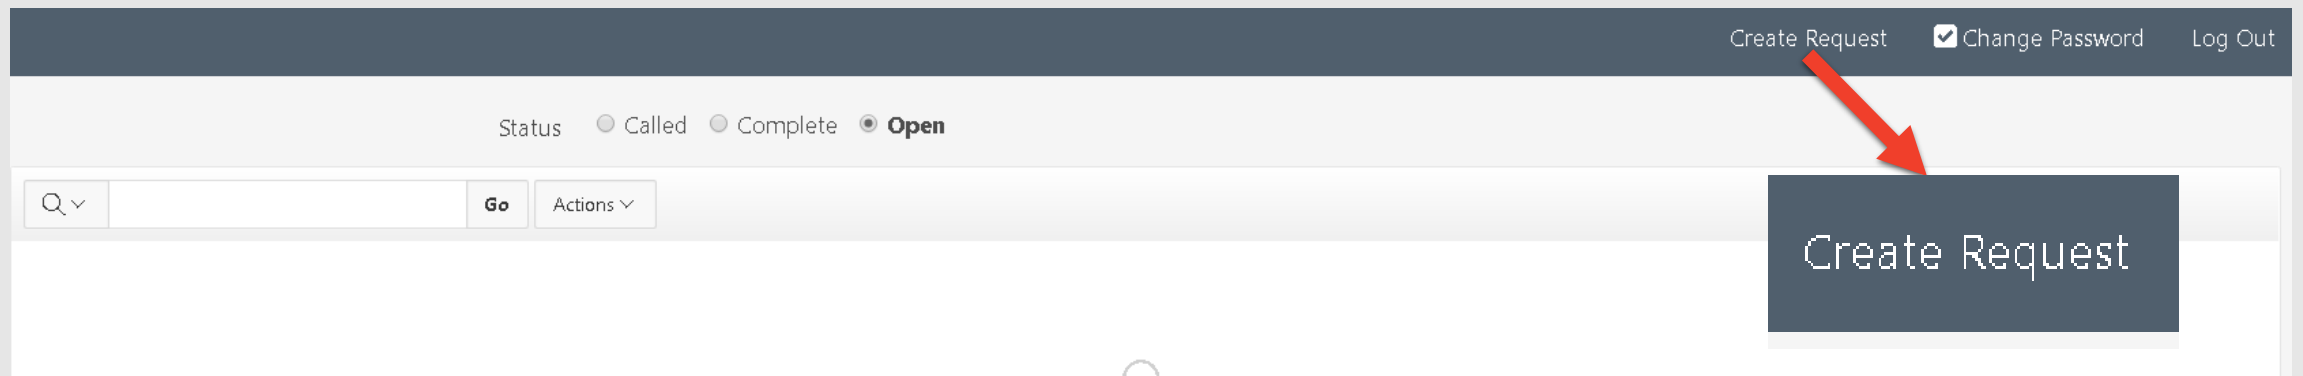 Create Request Change Password Log Out
Status Called Complete Open
Go Actions
Create Request